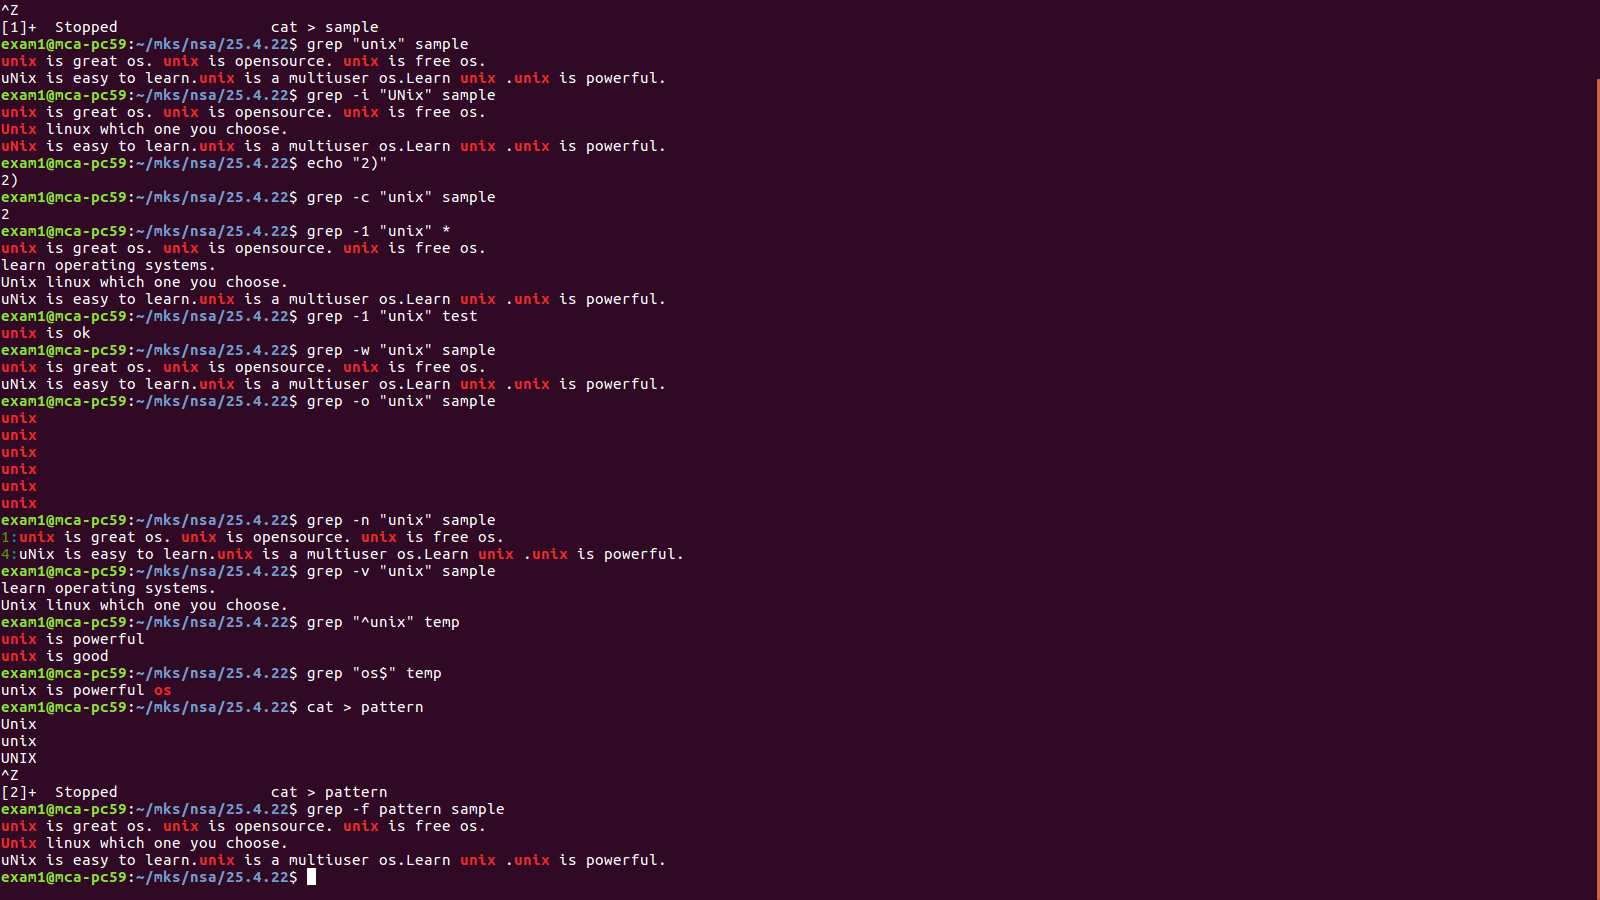 ^Z
[1]+  Stopped                 cat > sample
exam1@mca-pc59:~/mks/nsa/25.4.22$ grep "unix" sample
unix is great os. unix is opensource. unix is free os.
uNix is easy to learn.unix is a multiuser os.Learn unix .unix is powerful.
exam1@mca-pc59:~/mks/nsa/25.4.22$ grep -i "UNix" sample
unix is great os. unix is opensource. unix is free os.
Unix linux which one you choose.
uNix is easy to learn.unix is a multiuser os.Learn unix .unix is powerful.
exam1@mca-pc59:~/mks/nsa/25.4.22$ echo "2)"
2)
exam1@mca-pc59:~/mks/nsa/25.4.22$ grep -c "unix" sample
2
exam1@mca-pc59:~/mks/nsa/25.4.22$ grep -1 "unix" *
unix is great os. unix is opensource. unix is free os.
learn operating systems.
Unix linux which one you choose.
uNix is easy to learn.unix is a multiuser os.Learn unix .unix is powerful.
exam1@mca-pc59:~/mks/nsa/25.4.22$ grep -1 "unix" test
unix is ok
exam1@mca-pc59:~/mks/nsa/25.4.22$ grep -w "unix" sample
unix is great os. unix is opensource. unix is free os.
uNix is easy to learn.unix is a multiuser os.Learn unix .unix is powerful.
exam1@mca-pc59:~/mks/nsa/25.4.22$ grep -o "unix" sample
unix
unix
unix
unix
unix
unix
exam1@mca-pc59:~/mks/nsa/25.4.22$ grep -n "unix" sample
1:unix is great os. unix is opensource. unix is free os.
4:uNix is easy to learn.unix is a multiuser os.Learn unix .unix is powerful.
exam1@mca-pc59:~/mks/nsa/25.4.22$ grep -v "unix" sample
learn operating systems.
Unix linux which one you choose.
exam1@mca-pc59:~/mks/nsa/25.4.22$ grep "^unix" temp
unix is powerful
unix is good
exam1@mca-pc59:~/mks/nsa/25.4.22$ grep "os$" temp
unix is powerful os
exam1@mca-pc59:~/mks/nsa/25.4.22$ cat > pattern
Unix
unix
UNIX
^Z
[2]+  Stopped                 cat > pattern
exam1@mca-pc59:~/mks/nsa/25.4.22$ grep -f pattern sample
unix is great os. unix is opensource. unix is free os.
Unix linux which one you choose.
uNix is easy to learn.unix is a multiuser os.Learn unix .unix is powerful.
exam1@mca-pc59:~/mks/nsa/25.4.22$